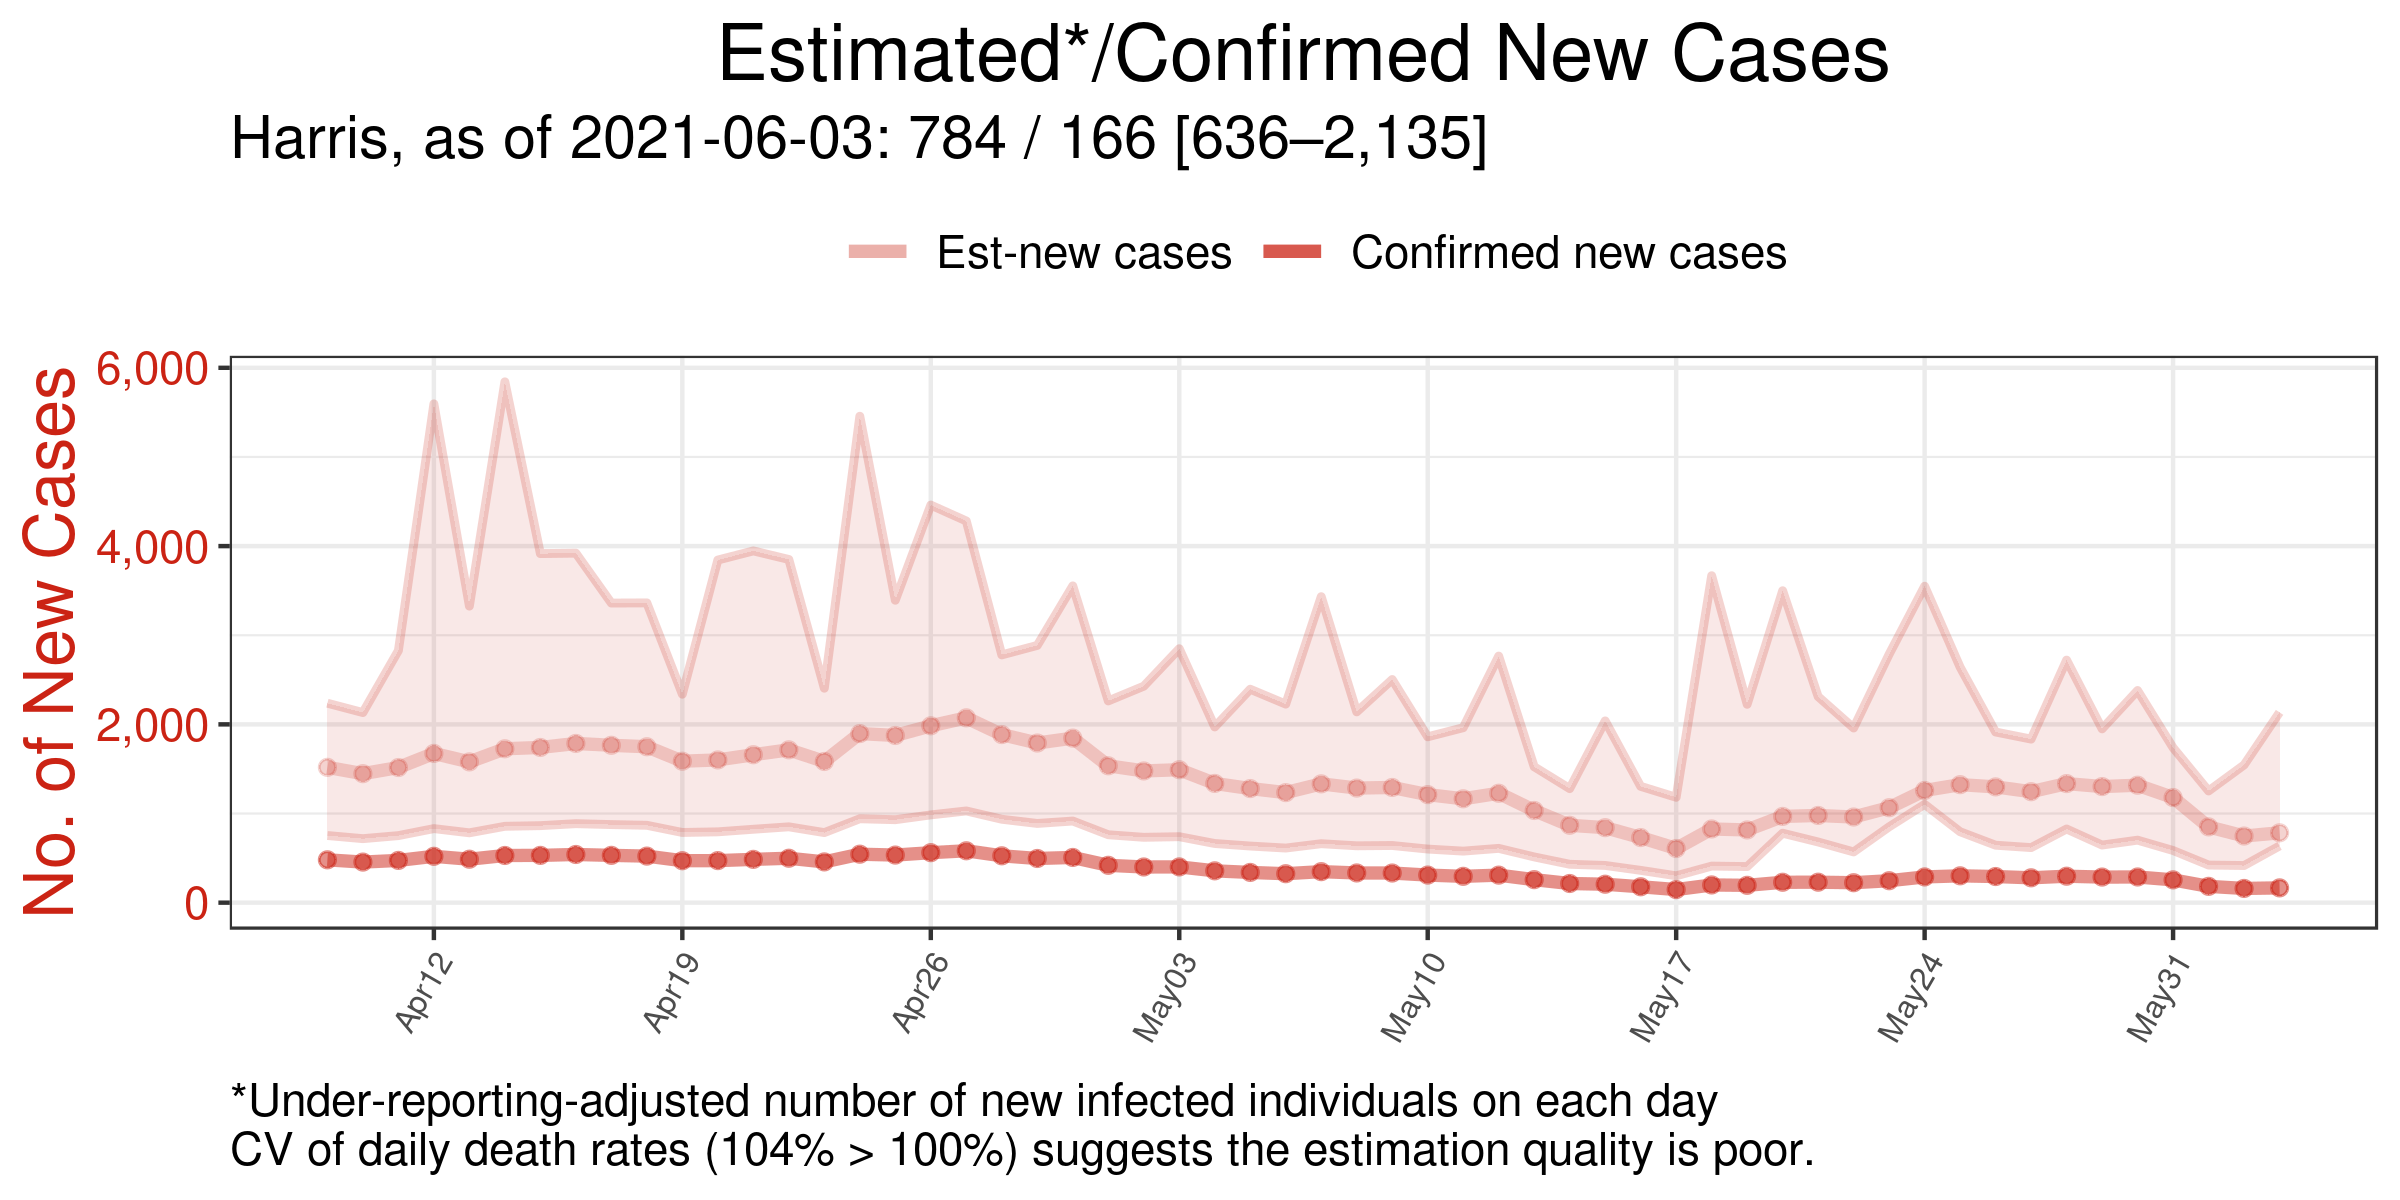 Estimated*/Confirmed New Cases
Harris, as of 2021-06-03: 784 / 166 [636–2,135]
Est-new cases
Confirmed new cases
No. of New Cases
6,000
4,000
2,000
0
Apr12
Apr19
Apr26
May03
May10
May17
May24
May31
*Under-reporting-adjusted number of new infected individuals on each day
CV of daily death rates (104% > 100%) suggests the estimation quality is poor.